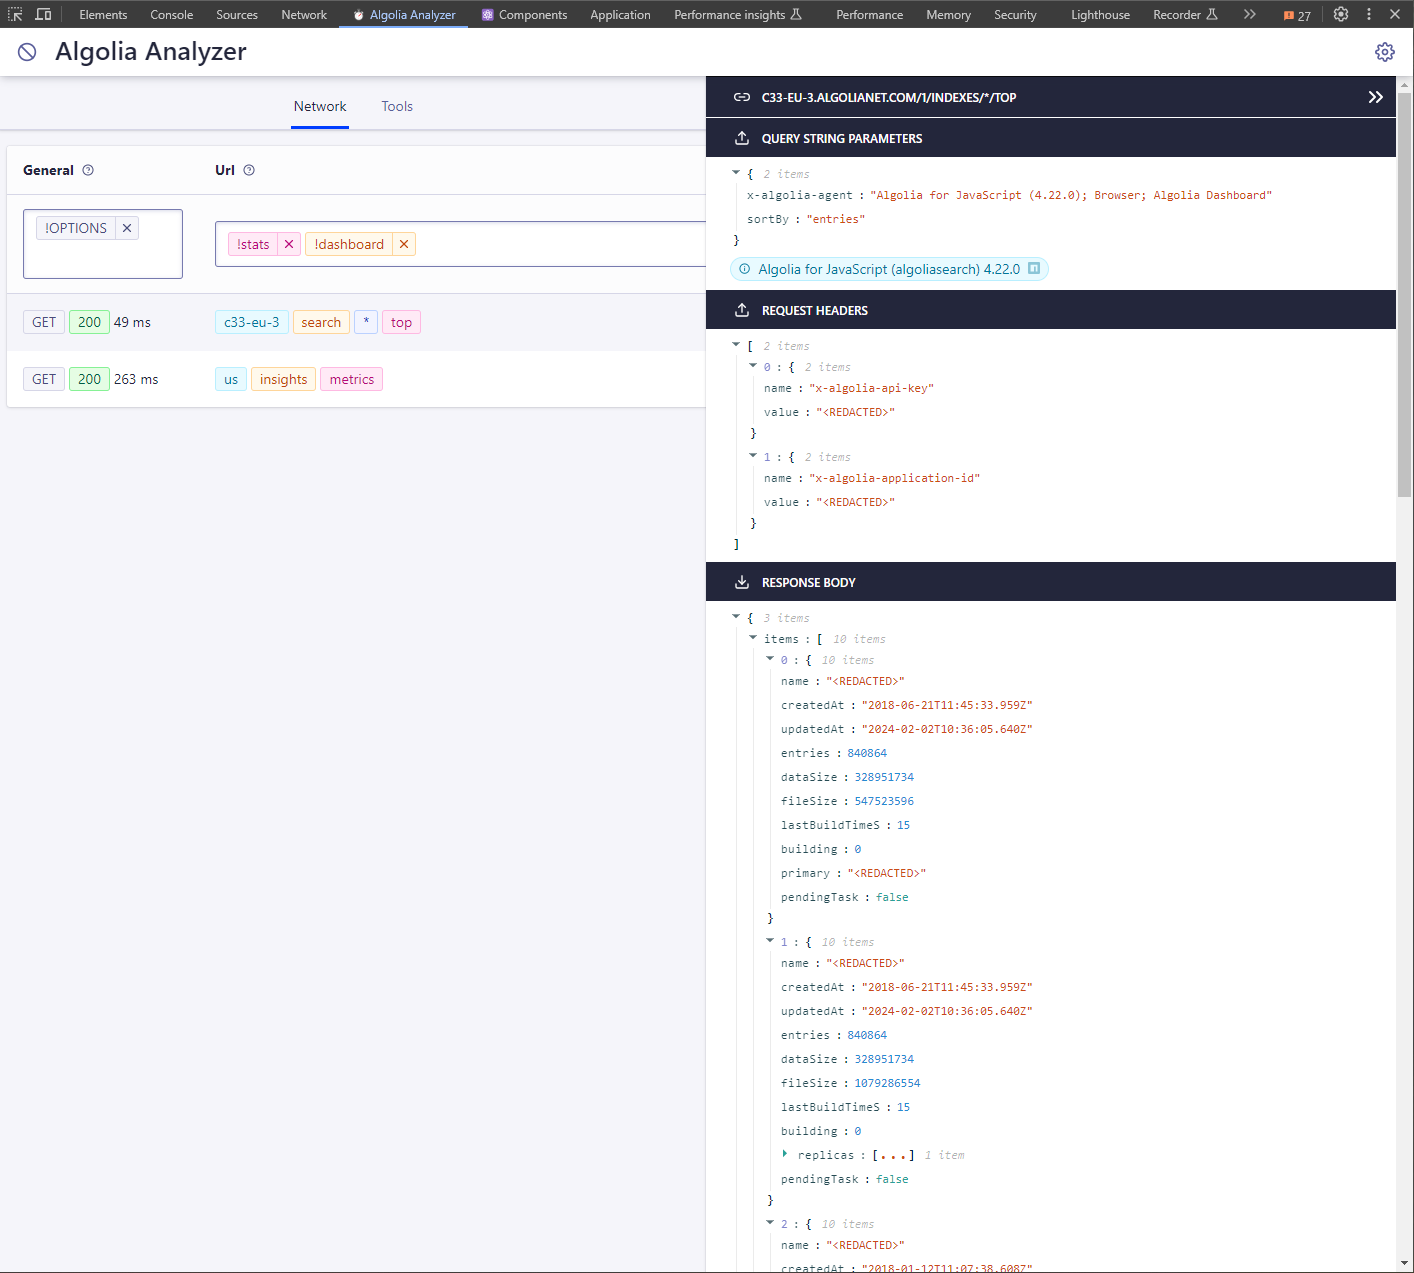 Elements Console Sources Network Algolia Analyzer Components Application Performance insights Performance Memory Security Lighthouse Recorder 27
Algolia Analyzer
Network Tools
General Url
!OPTIONS
!stats !dashboard
GET 200 49 ms c33-eu-3 search * top
GET 200 263 ms us insights metrics
C33-EU-3.ALGOLIANET.COM/1/INDEXES/*/TOP
QUERY STRING PARAMETERS
{ 2 items
x-algolia-agent : "Algolia for JavaScript (4.22.0); Browser; Algolia Dashboard"
sortBy : "entries"
}
Algolia for JavaScript (algoliasearch) 4.22.0
REQUEST HEADERS
[ 2 items
0 : { 2 items
name : "x-algolia-api-key"
value : "<REDACTED>"
}
1 : { 2 items
name : "x-algolia-application-id"
value : "<REDACTED>"
}
]
RESPONSE BODY
{ 3 items
items : [ 10 items
0 : { 10 items
name : "<REDACTED>"
createdAt : "2018-06-21T11:45:33.959Z"
updatedAt : "2024-02-02T10:36:05.640Z"
entries : 840864
dataSize : 328951734
fileSize : 547523596
lastBuildTimeS : 15
building : 0
primary : "<REDACTED>"
pendingTask : false
}
1 : { 10 items
name : "<REDACTED>"
createdAt : "2018-06-21T11:45:33.959Z"
updatedAt : "2024-02-02T10:36:05.640Z"
entries : 840864
dataSize : 328951734
fileSize : 1079286554
lastBuildTimeS : 15
building : 0
replicas : [...] 1 item
pendingTask : false
}
2 : { 10 items
name : "<REDACTED>"
createdAt : "2018-01-12T11:07:38.608Z"